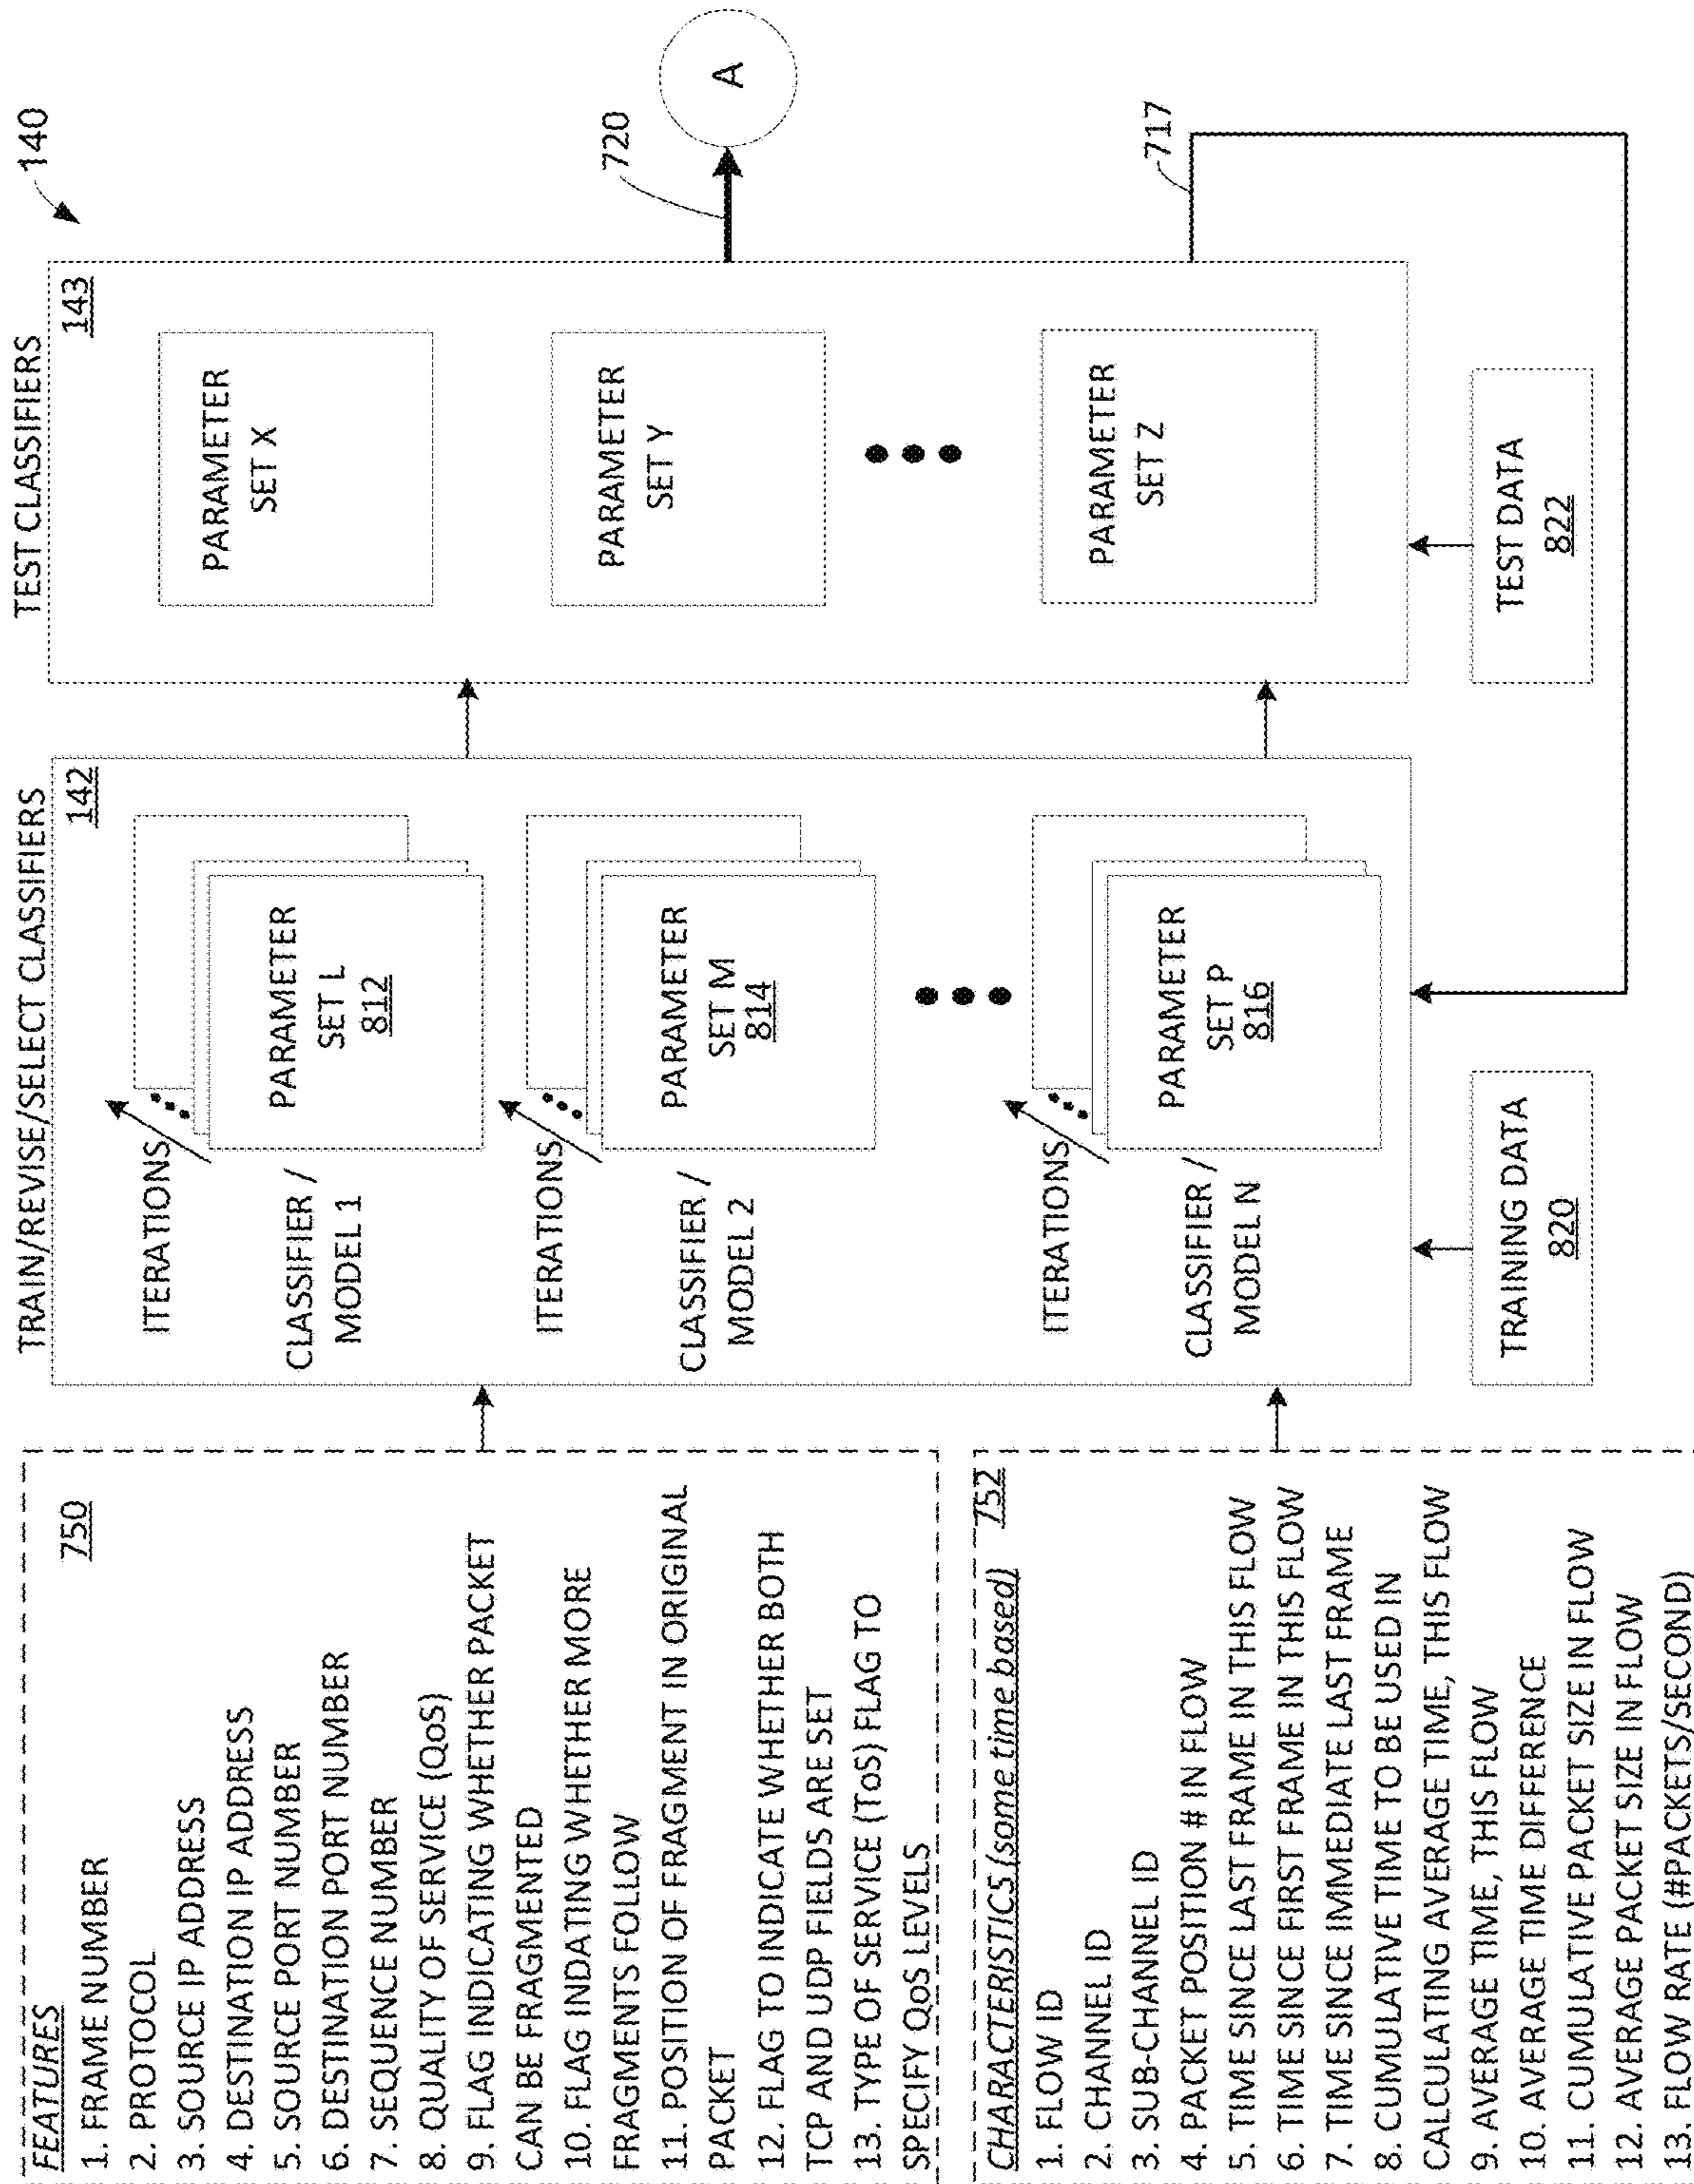 FEATURES
750
1. FRAME NUMBER
2. PROTOCOL
3. SOURCE IP ADDRESS
4. DESTINATION IP ADDRESS
5. SOURCE PORT NUMBER
6. DESTINATION PORT NUMBER
7. SEQUENCE NUMBER
8. QUALITY OF SERVICE (QoS)
9. FLAG INDICATING WHETHER PACKET
CAN BE FRAGMENTED
10. FLAG INDATING WHETHER MORE
FRAGMENTS FOLLOW
11. POSITION OF FRAGMENT IN ORIGINAL
PACKET
12. FLAG TO INDICATE WHETHER BOTH
TCP AND UDP FIELDS ARE SET
13. TYPE OF SERVICE (ToS) FLAG TO
SPECIFY QoS LEVELS
CHARACTERISTICS (some time based)
752
1. FLOW ID
2. CHANNEL ID
3. SUB-CHANNEL ID
4. PACKET POSITION # IN FLOW
5. TIME SINCE LAST FRAME IN THIS FLOW
6. TIME SINCE FIRST FRAME IN THIS FLOW
7. TIME SINCE IMMEDIATE LAST FRAME
8. CUMULATIVE TIME TO BE USED IN
CALCULATING AVERAGE TIME, THIS FLOW
9. AVERAGE TIME, THIS FLOW
10. AVERAGE TIME DIFFERENCE
11. CUMULATIVE PACKET SIZE IN FLOW
12. AVERAGE PACKET SIZE IN FLOW
13. FLOW RATE (#PACKETS/SECOND)
TRAIN/REVISE/SELECT CLASSIFIERS
142
ITERATIONS
CLASSIFIER /
MODEL 1
PARAMETER
SET L
812
ITERATIONS
CLASSIFIER /
MODEL 2
PARAMETER
SET M
814
ITERATIONS
CLASSIFIER /
MODEL N
PARAMETER
SET P
816
TRAINING DATA
820
TEST CLASSIFIERS
143
PARAMETER
SET X
PARAMETER
SET Y
PARAMETER
SET Z
TEST DATA
822
140
720
A
717